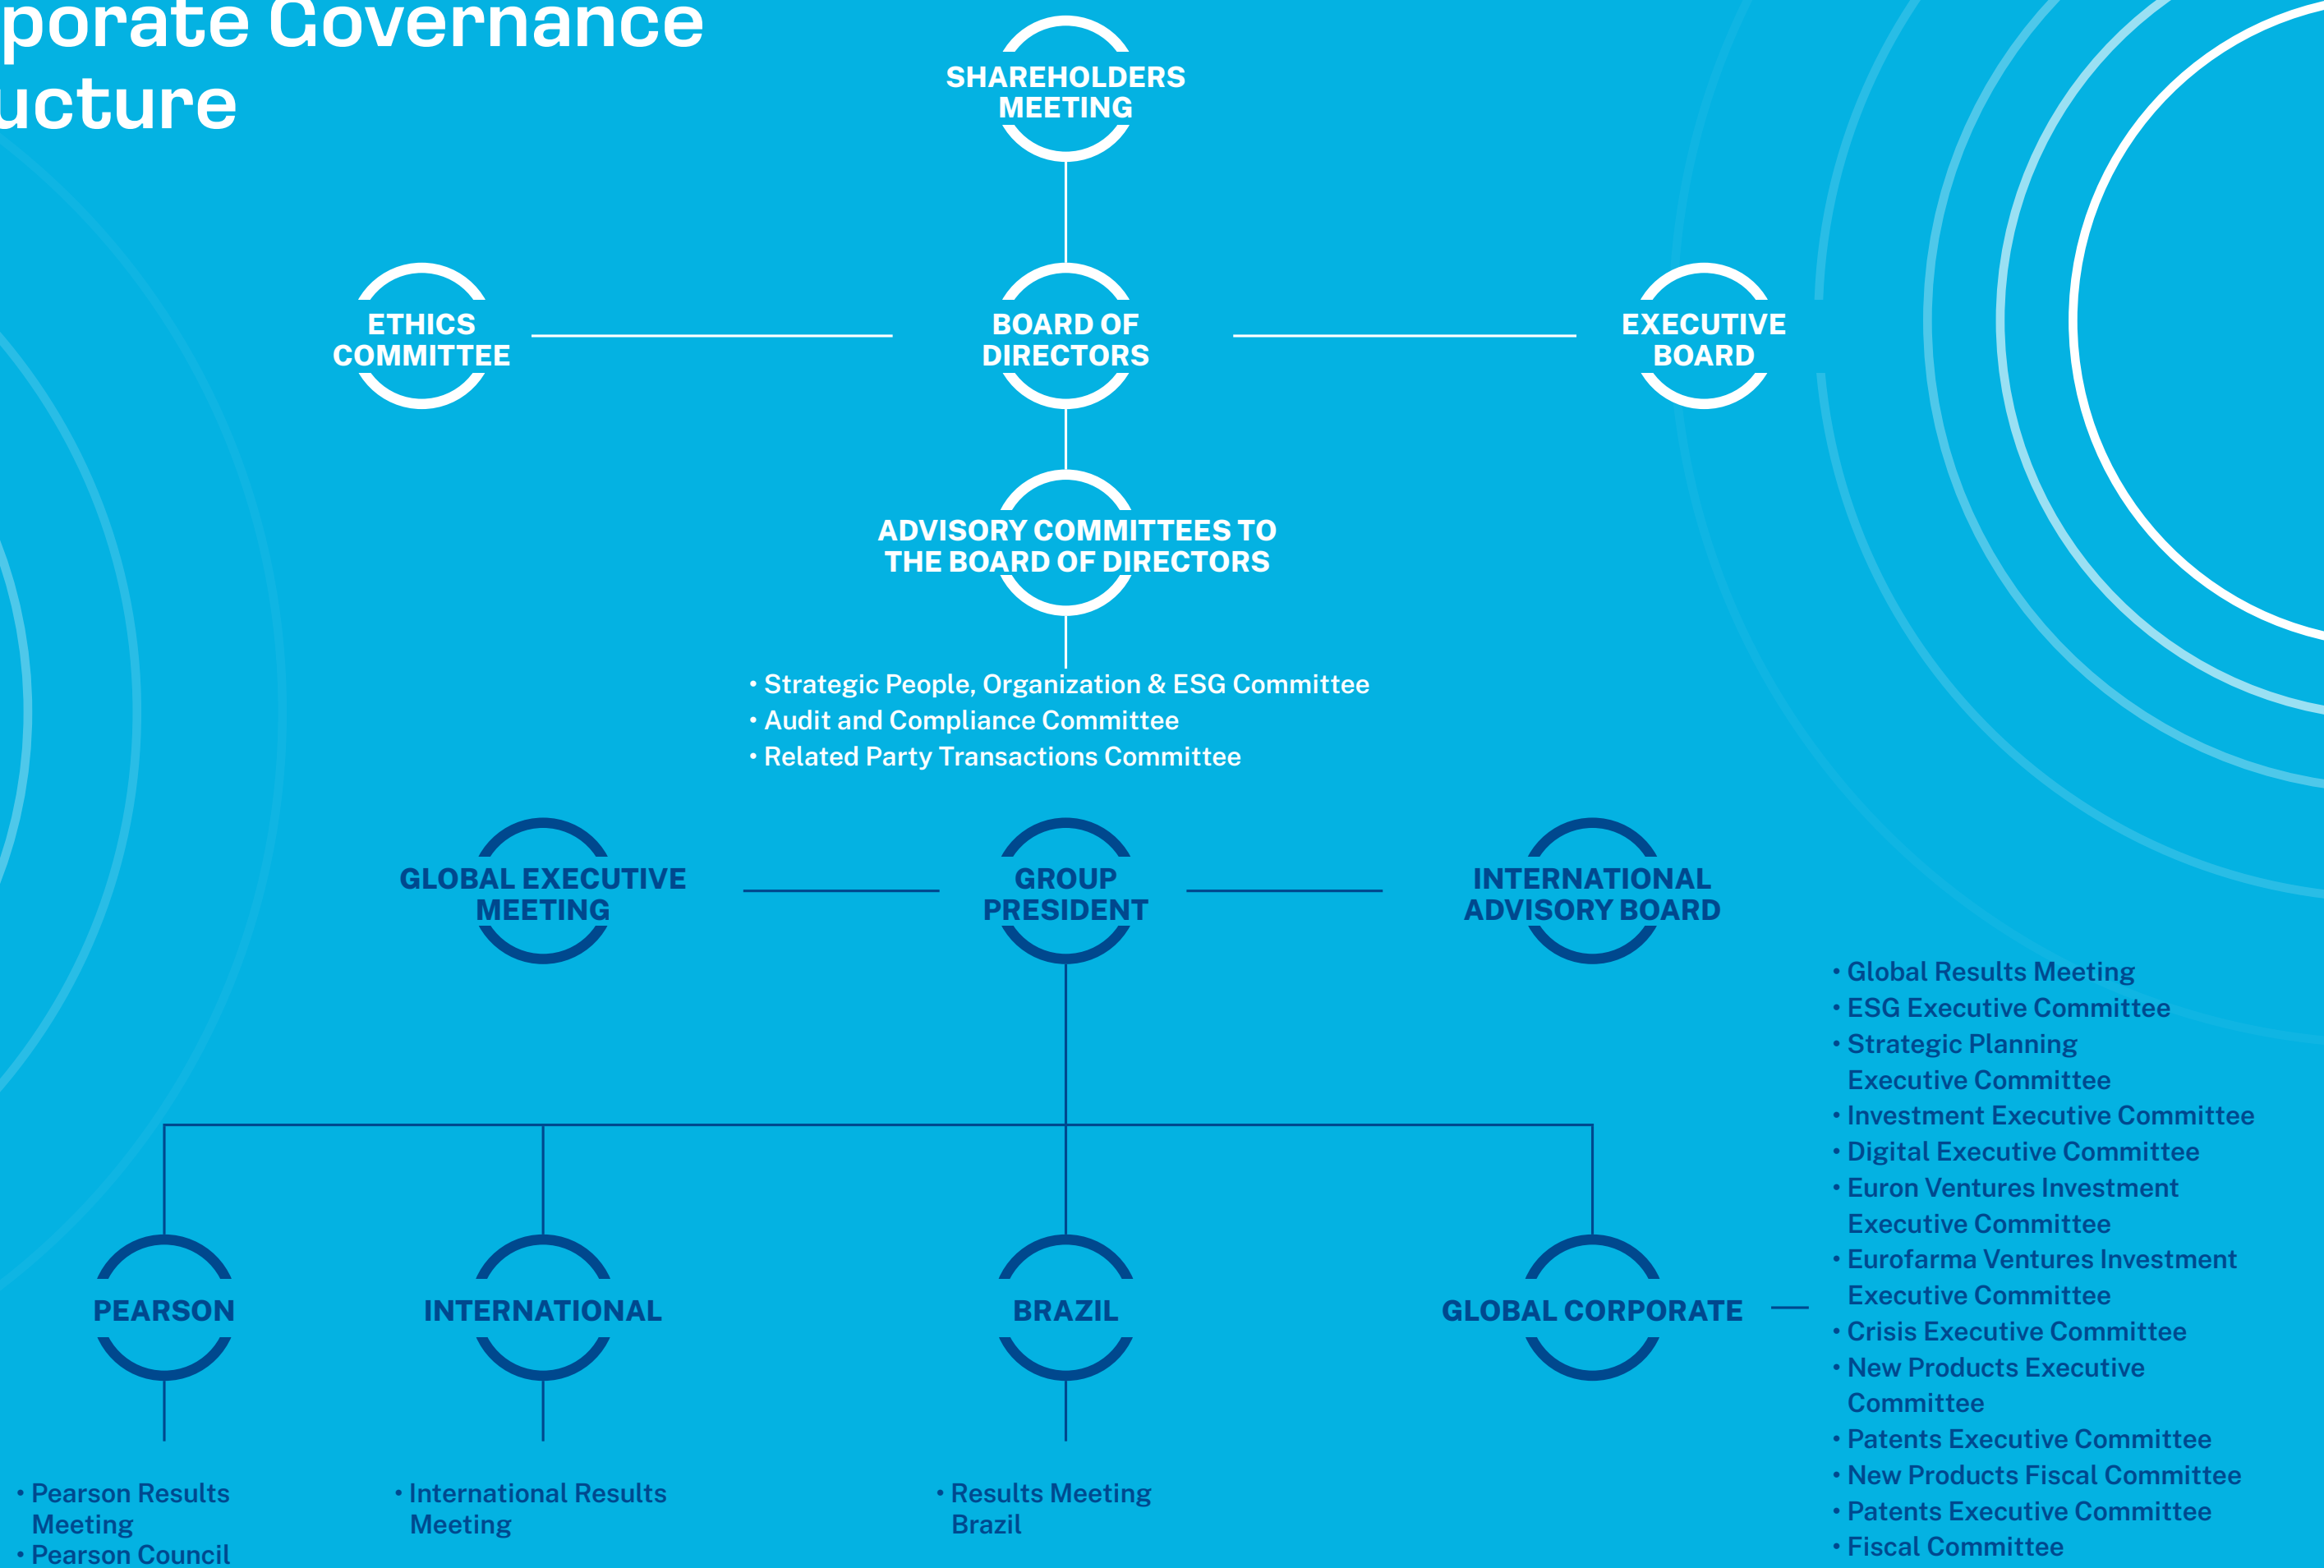 porate Governance
ucture
SHAREHOLDERS
MEETING
ETHICS
COMMITTEE
BOARD OF
DIRECTORS
EXECUTIVE
BOARD
ADVISORY COMMITTEES TO
THE BOARD OF DIRECTORS
• Strategic People, Organization & ESG Committee
• Audit and Compliance Committee
• Related Party Transactions Committee
GLOBAL EXECUTIVE
MEETING
GROUP
PRESIDENT
INTERNATIONAL
ADVISORY BOARD
PEARSON
INTERNATIONAL
BRAZIL
GLOBAL CORPORATE
• Global Results Meeting
• ESG Executive Committee
• Strategic Planning
Executive Committee
• Investment Executive Committee
• Digital Executive Committee
• Euron Ventures Investment
Executive Committee
• Eurofarma Ventures Investment
Executive Committee
• Crisis Executive Committee
• New Products Executive
Committee
• Patents Executive Committee
• New Products Fiscal Committee
• Patents Executive Committee
• Fiscal Committee
• Pearson Results
Meeting
• Pearson Council
• International Results
Meeting
• Results Meeting
Brazil